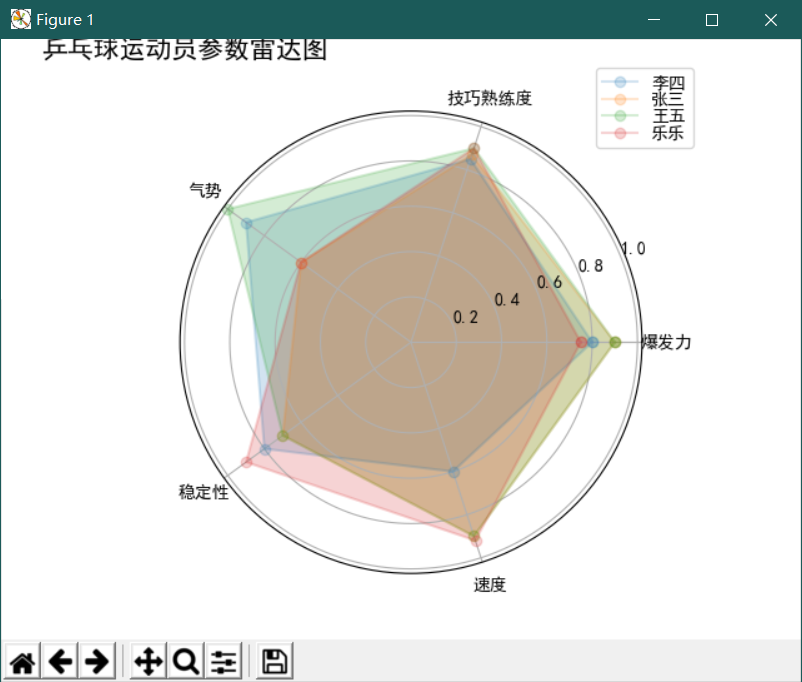 Figure 1
乒乓球运动员参数雷达图
李四
张三
王五
乐乐
技巧熟练度
气势
1.0
0.8
0.6
0.4
0.2
爆发力
稳定性
速度